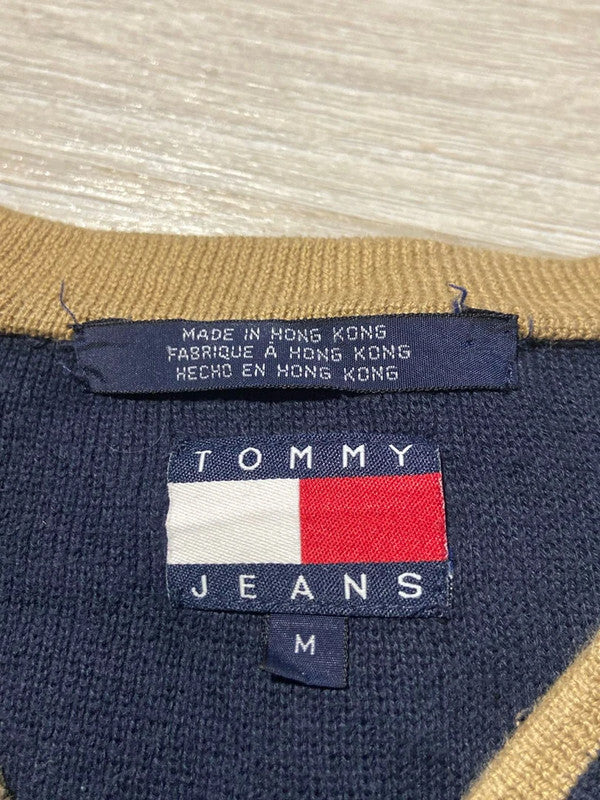 MADE IN HONG KONG
FABRIQUE À HONG KONG
HECHO EN HONG KONG
TOMMY
JEANS
M